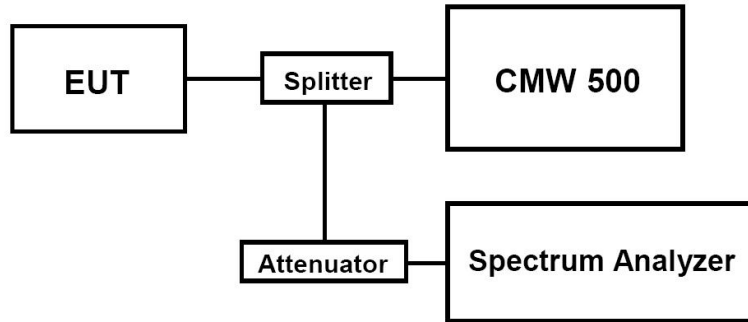 EUT
Splitter
CMW 500
Attenuator
Spectrum Analyzer